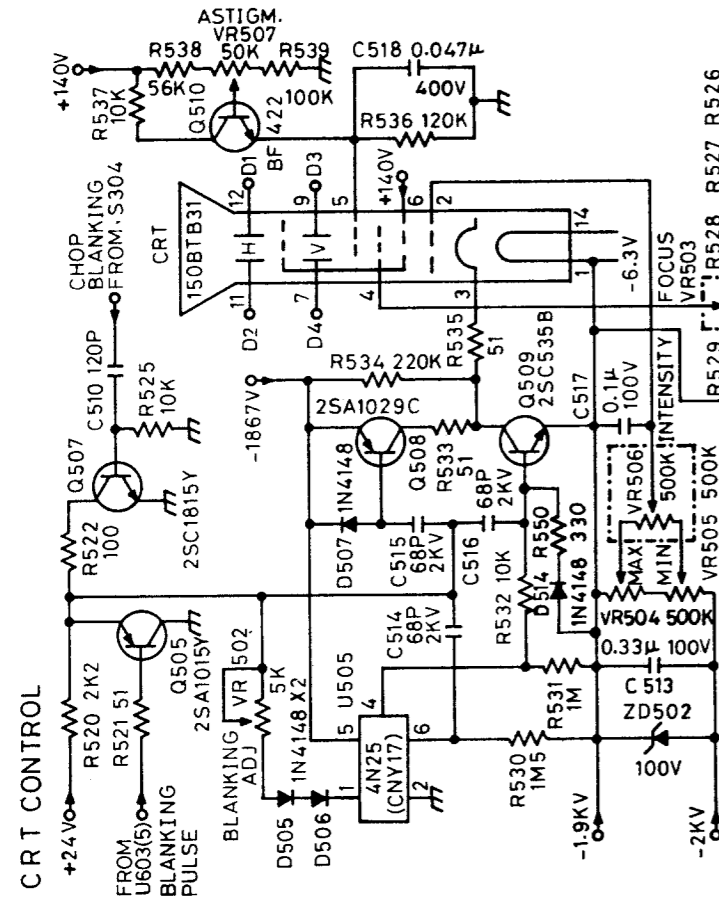 CRT CONTROL
+24V
R520 2K2
R521 51
FROM
U603(5)
BLANKING
PULSE
Q505
2SA1015Y
R522
100
Q507
2SC1815Y
C510 120P
R525
10K
CHOP
BLANKING
FROM.S304
BLANKING
ADJ
VR1502
5K
1N4148 X2
D505
D506
U505
4N25
(CNY17)
1
2
4
5
6
C514
68P
2KV
C515
68P
2KV
C516
68P
2KV
D507
1N4148
2SA1029C
Q508
-1867V
R534 220K
R533
51
R535
51
Q509
2SC535B
R550
330
D514
1N4148
R532 10K
R531
1M
R530
1M5
C517
0.1μ
100V
INTENSITY
VR506
500K
MAX
MIN
VR504 500K
VR505 500K
0.33μ 100V
C513
ZD502
100V
-1.9KV
-2KV
CRT
150BTB31
H
V
D1
D2
D3
D4
12
11
9
7
5
4
6
2
3
1
14
+140V
-6.3V
FOCUS
VR503
R529
R528
R527
R526
ASTIGM.
VR507
50K
R538
56K
R539
100K
+140V
R537
10K
Q510
BF
422
C518 0.047μ
400V
R536 120K